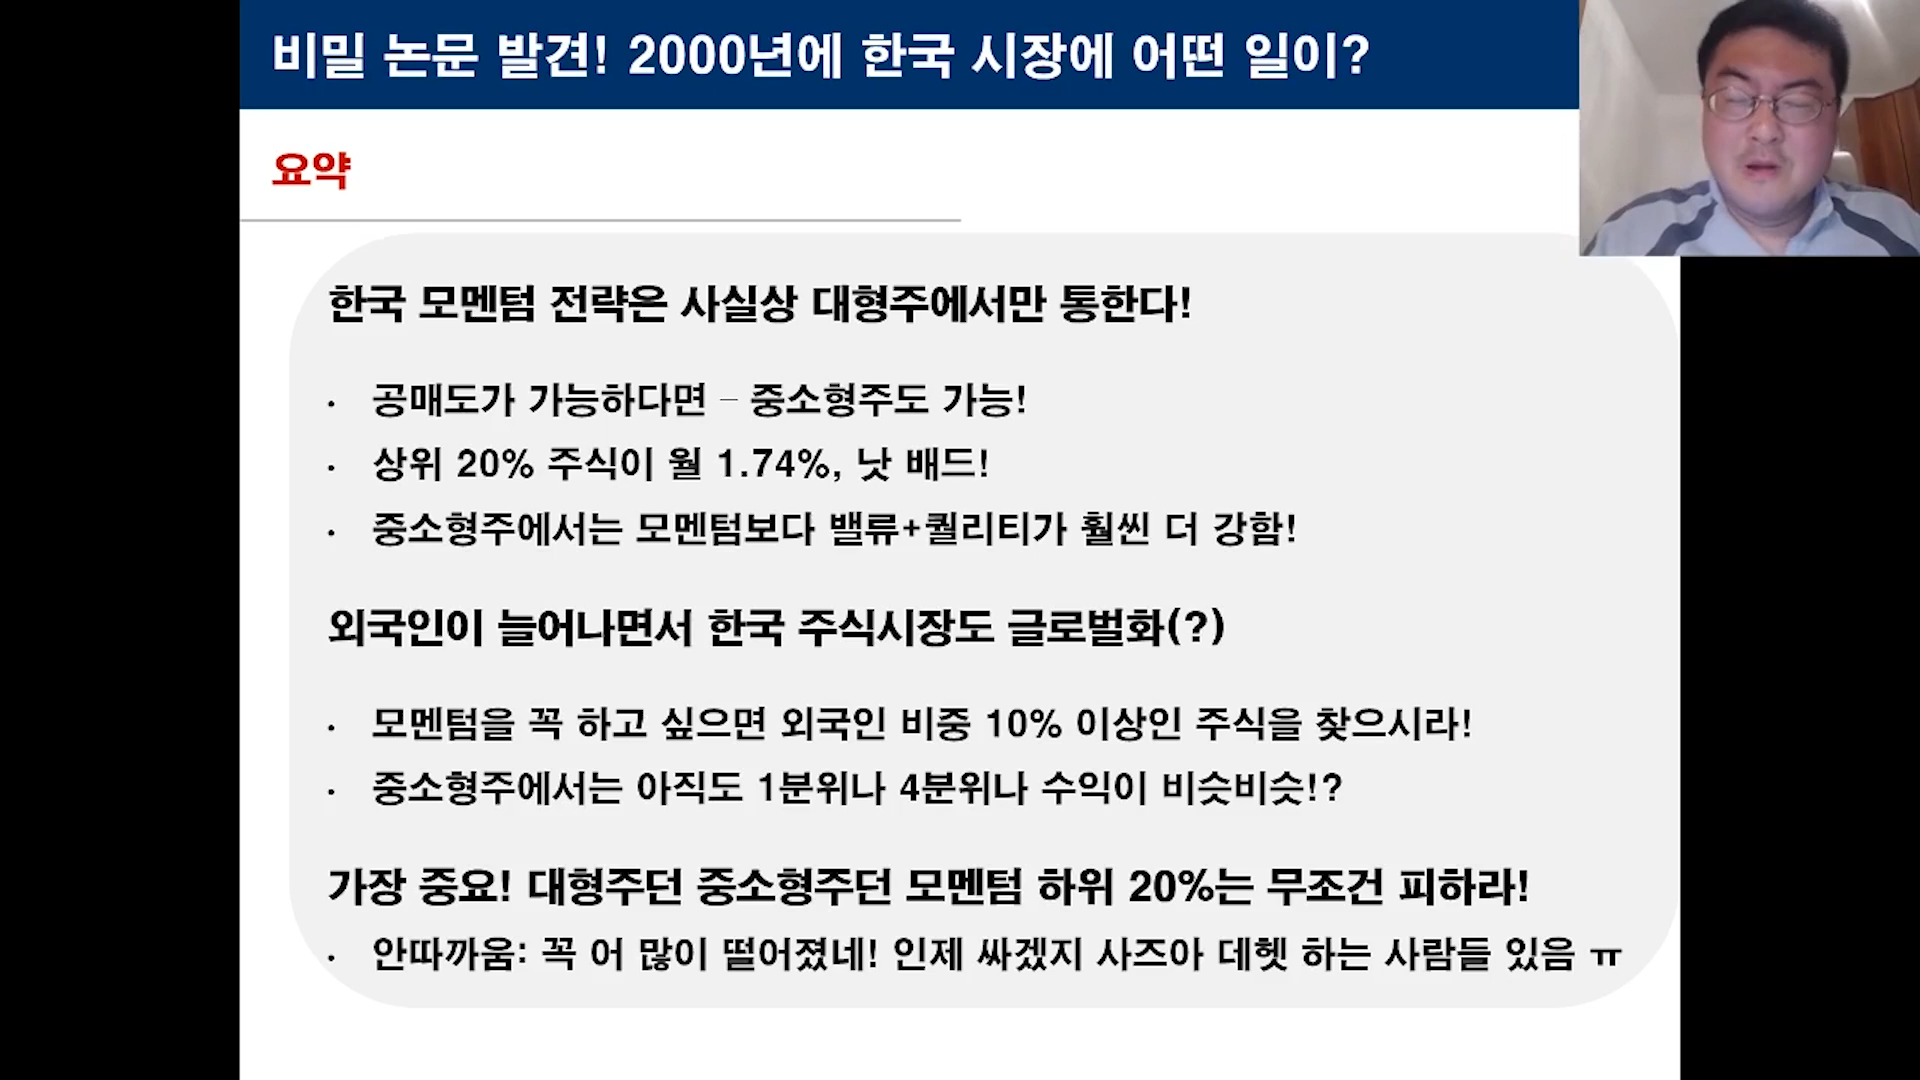 비밀 논문 발견! 2000년에 한국 시장에 어떤 일이?
요약
한국 모멘텀 전략은 사실상 대형주에서만 통한다!
· 공매도가 가능하다면 – 중소형주도 가능!
· 상위 20% 주식이 월 1.74%, 낫 배드!
· 중소형주에서는 모멘텀보다 밸류+퀄리티가 훨씬 더 강함!
외국인이 늘어나면서 한국 주식시장도 글로벌화(?)
· 모멘텀을 꼭 하고 싶으면 외국인 비중 10% 이상인 주식을 찾으시라!
· 중소형주에서는 아직도 1분위나 4분위나 수익이 비슷비슷!?
가장 중요! 대형주던 중소형주던 모멘텀 하위 20%는 무조건 피하라!
· 안따까움: 꼭 어 많이 떨어졌네! 인제 싸겠지 사즈아 데헷 하는 사람들 있음 ㅠ